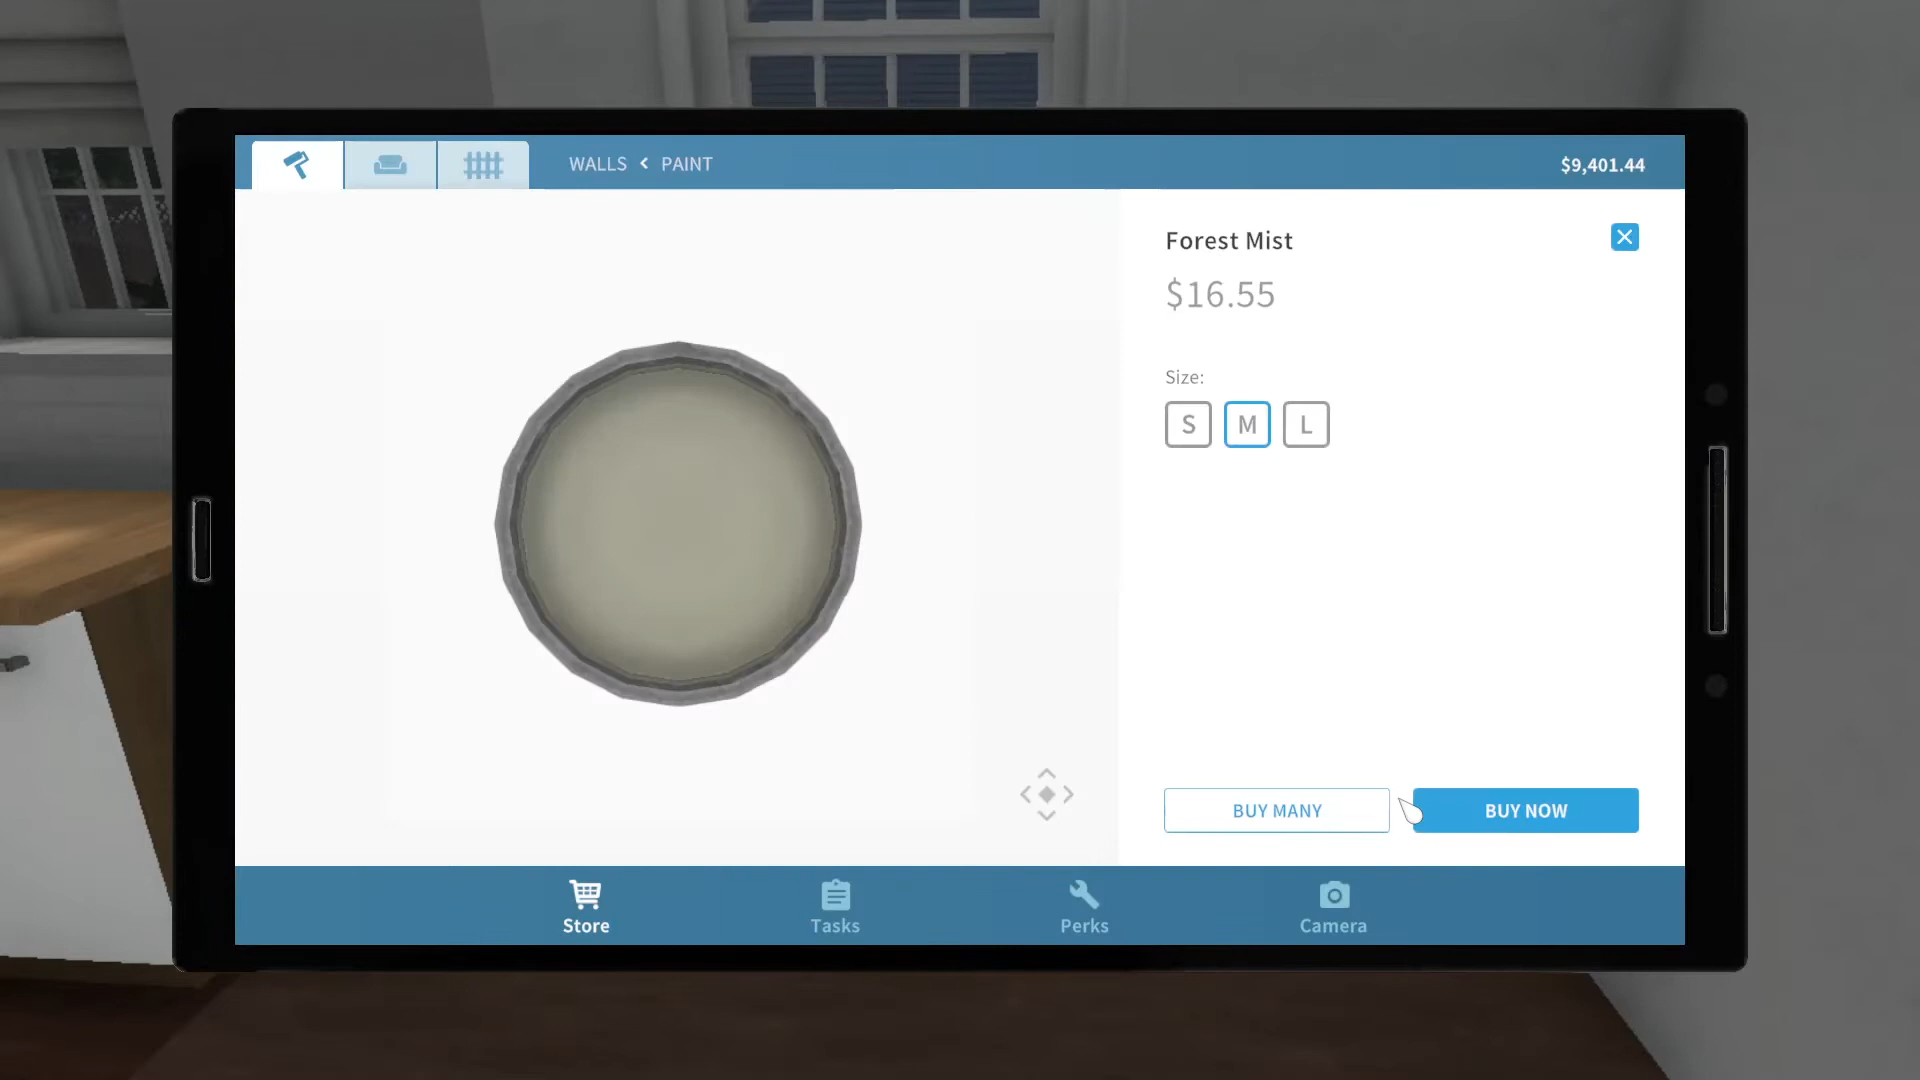 WALLS < PAINT
$9,401.44
Forest Mist
$16.55
Size:
S M L
BUY MANY
BUY NOW
Store
Tasks
Perks
Camera